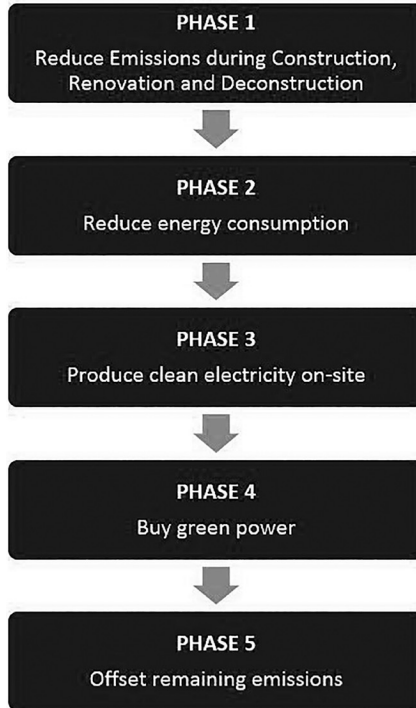 PHASE 1
Reduce Emissions during Construction,
Renovation and Deconstruction
PHASE 2
Reduce energy consumption
PHASE 3
Produce clean electricity on-site
PHASE 4
Buy green power
PHASE 5
Offset remaining emissions